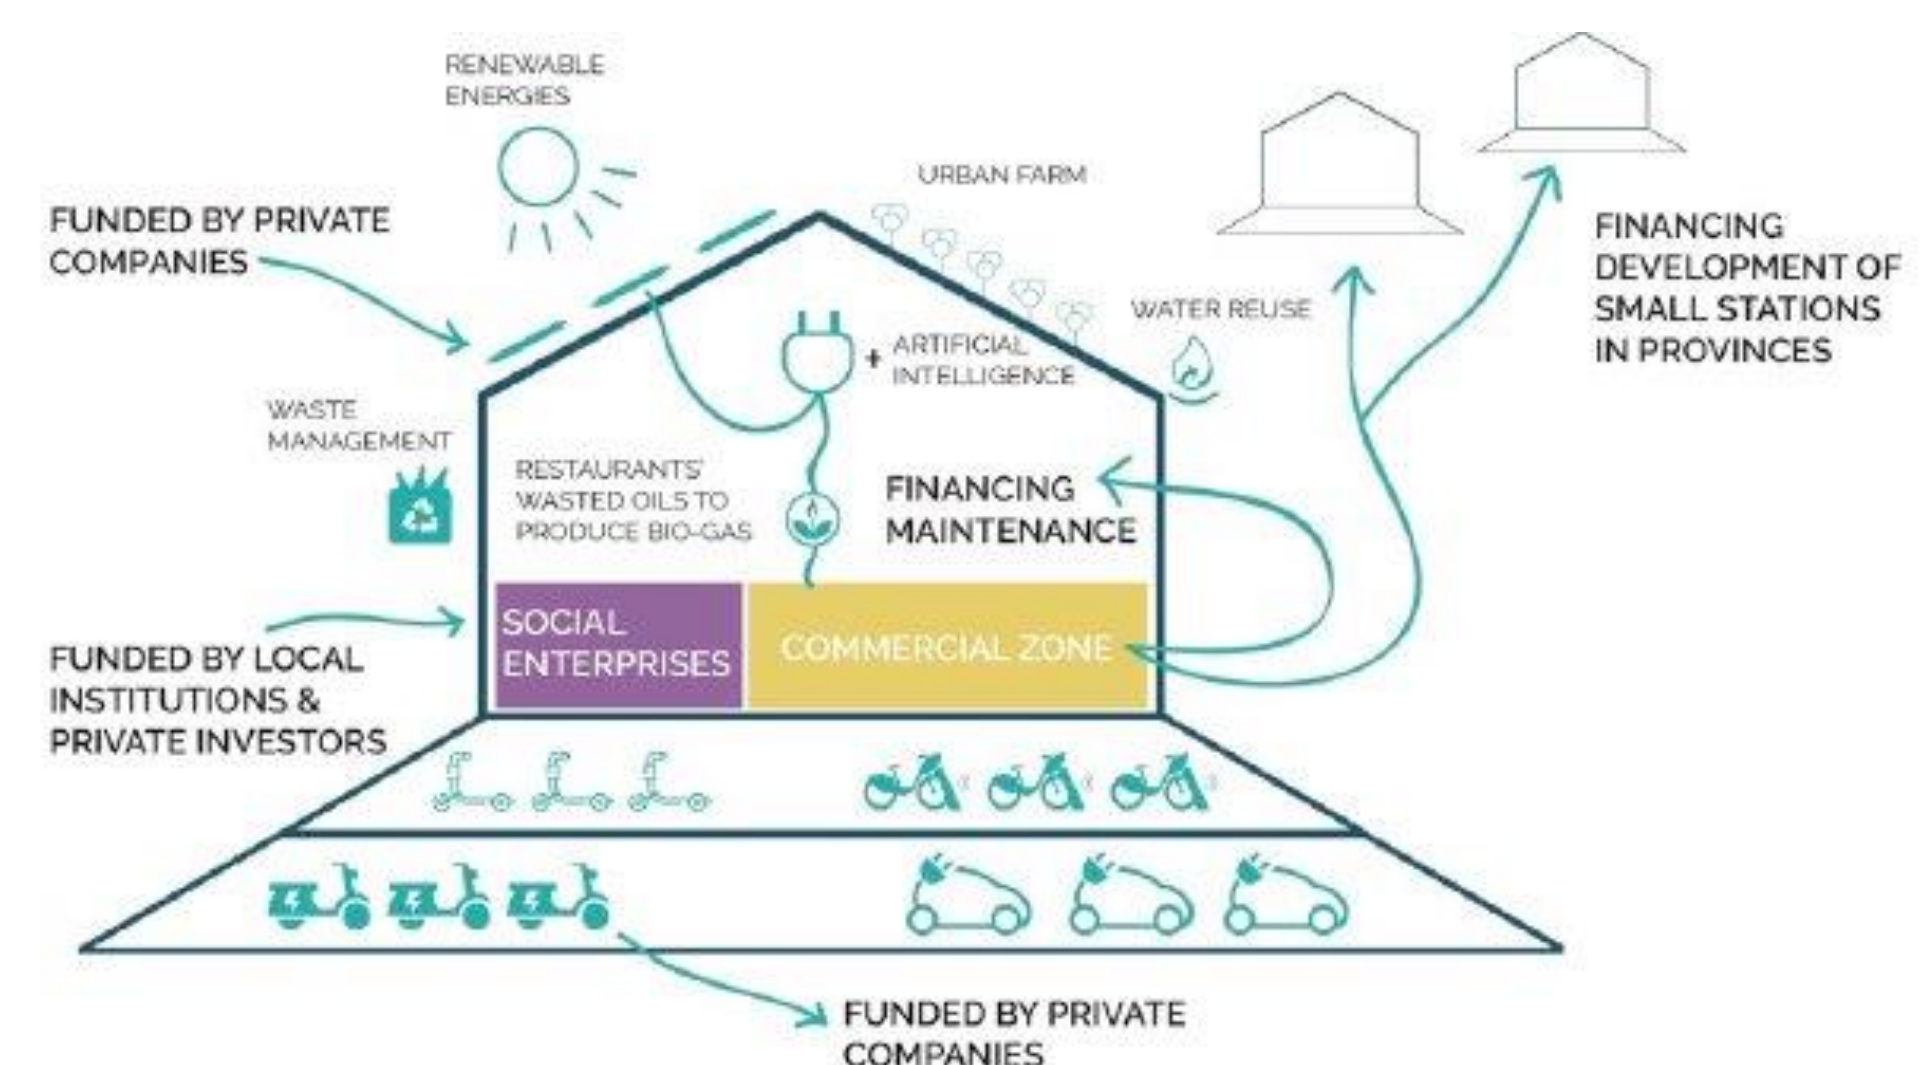 RENEWABLE
ENERGIES
URBAN FARM
FUNDED BY PRIVATE
COMPANIES
WATER REUSE
FINANCING
DEVELOPMENT OF
SMALL STATIONS
IN PROVINCES
+ ARTIFICIAL
INTELLIGENCE
WASTE
MANAGEMENT
RESTAURANTS'
WASTED OILS TO
PRODUCE BIO-GAS
FINANCING
MAINTENANCE
SOCIAL
ENTERPRISES
COMMERCIAL ZONE
FUNDED BY LOCAL
INSTITUTIONS &
PRIVATE INVESTORS
FUNDED BY PRIVATE
COMPANIES